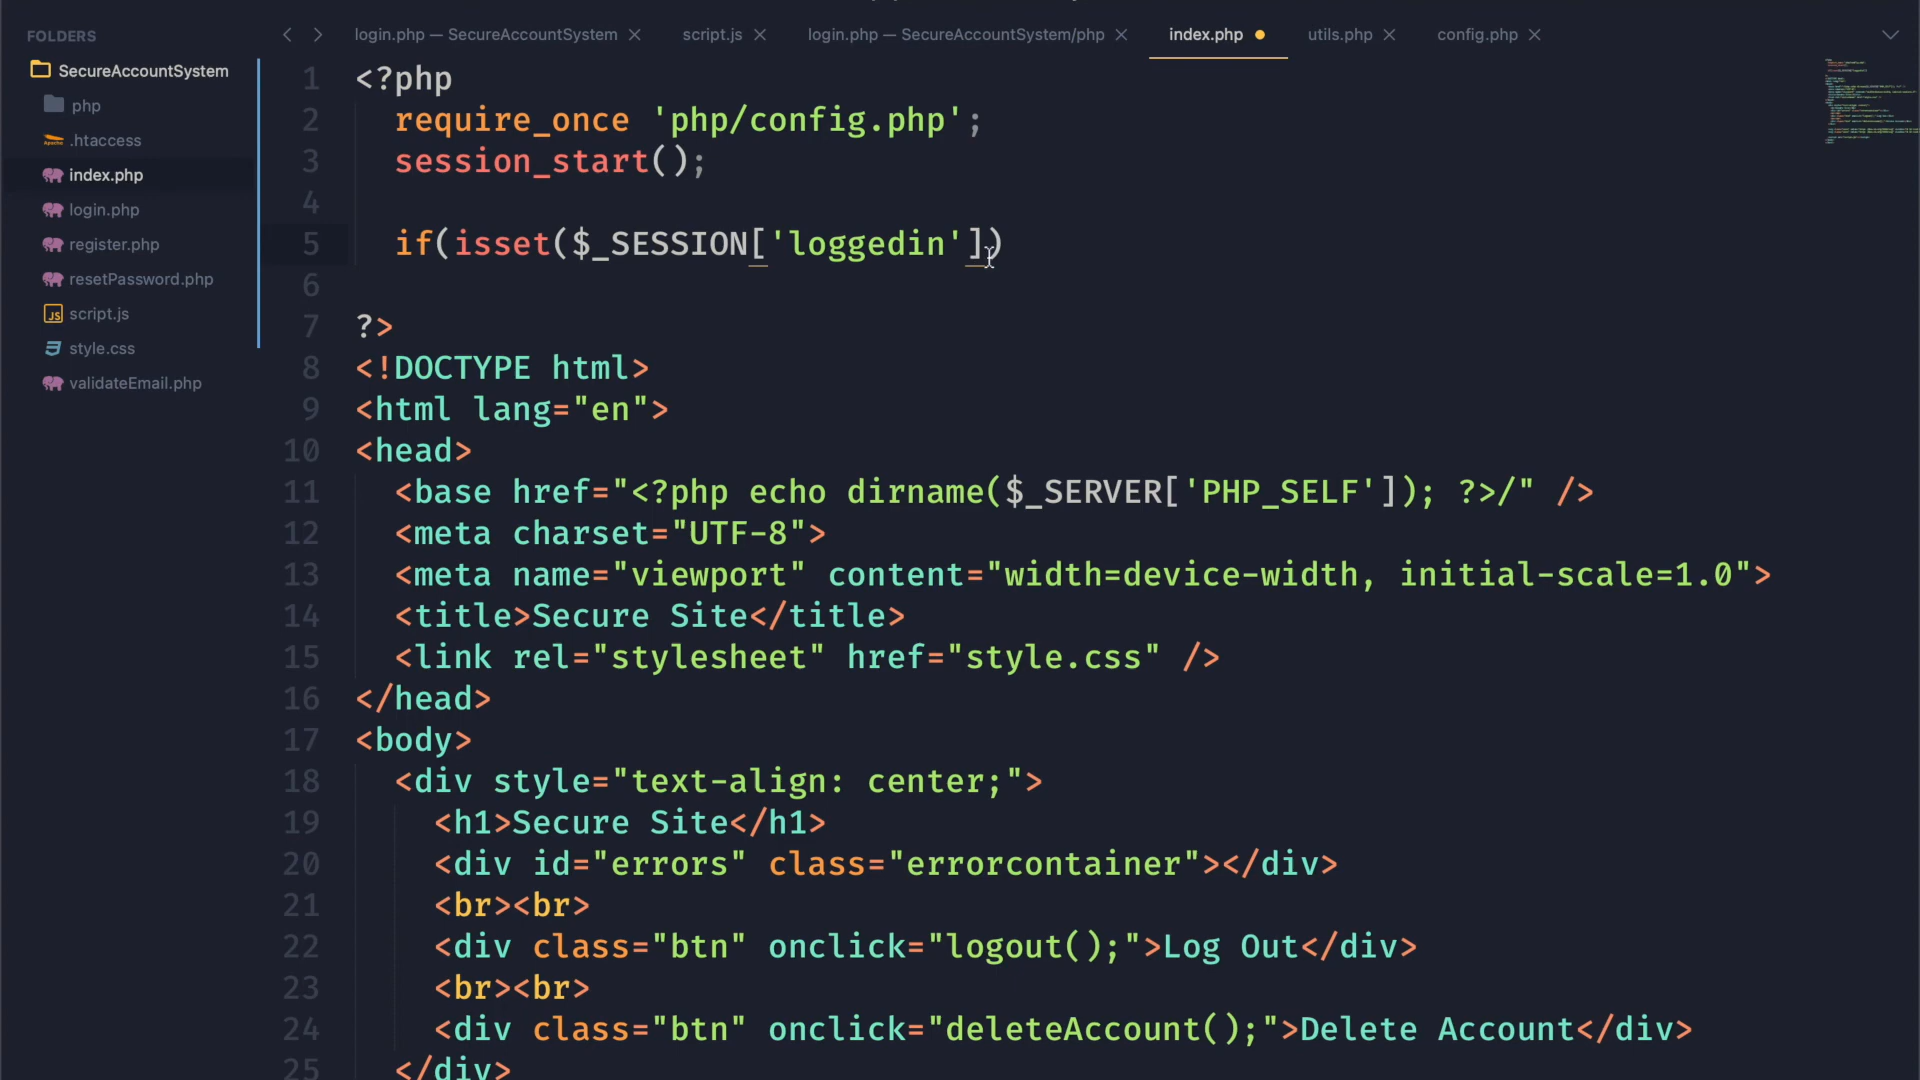 FOLDERS
SecureAccountSystem
php
.htaccess
index.php
login.php
register.php
resetPassword.php
script.js
style.css
validateEmail.php
login.php — SecureAccountSystem
script.js
login.php — SecureAccountSystem/php
index.php
utils.php
config.php
1 <?php
2 require_once 'php/config.php';
3 session_start();
4
5 if(isset($_SESSION['loggedin'])
6
7 ?>
8 <!DOCTYPE html>
9 <html lang="en">
10 <head>
11 <base href="<?php echo dirname($_SERVER['PHP_SELF']); ?>/" />
12 <meta charset="UTF-8">
13 <meta name="viewport" content="width=device-width, initial-scale=1.0">
14 <title>Secure Site</title>
15 <link rel="stylesheet" href="style.css" />
16 </head>
17 <body>
18 <div style="text-align: center;">
19 <h1>Secure Site</h1>
20 <div id="errors" class="errorcontainer"></div>
21 <br><br>
22 <div class="btn" onclick="logout();">Log Out</div>
23 <br><br>
24 <div class="btn" onclick="deleteAccount();">Delete Account</div>
25 </div>